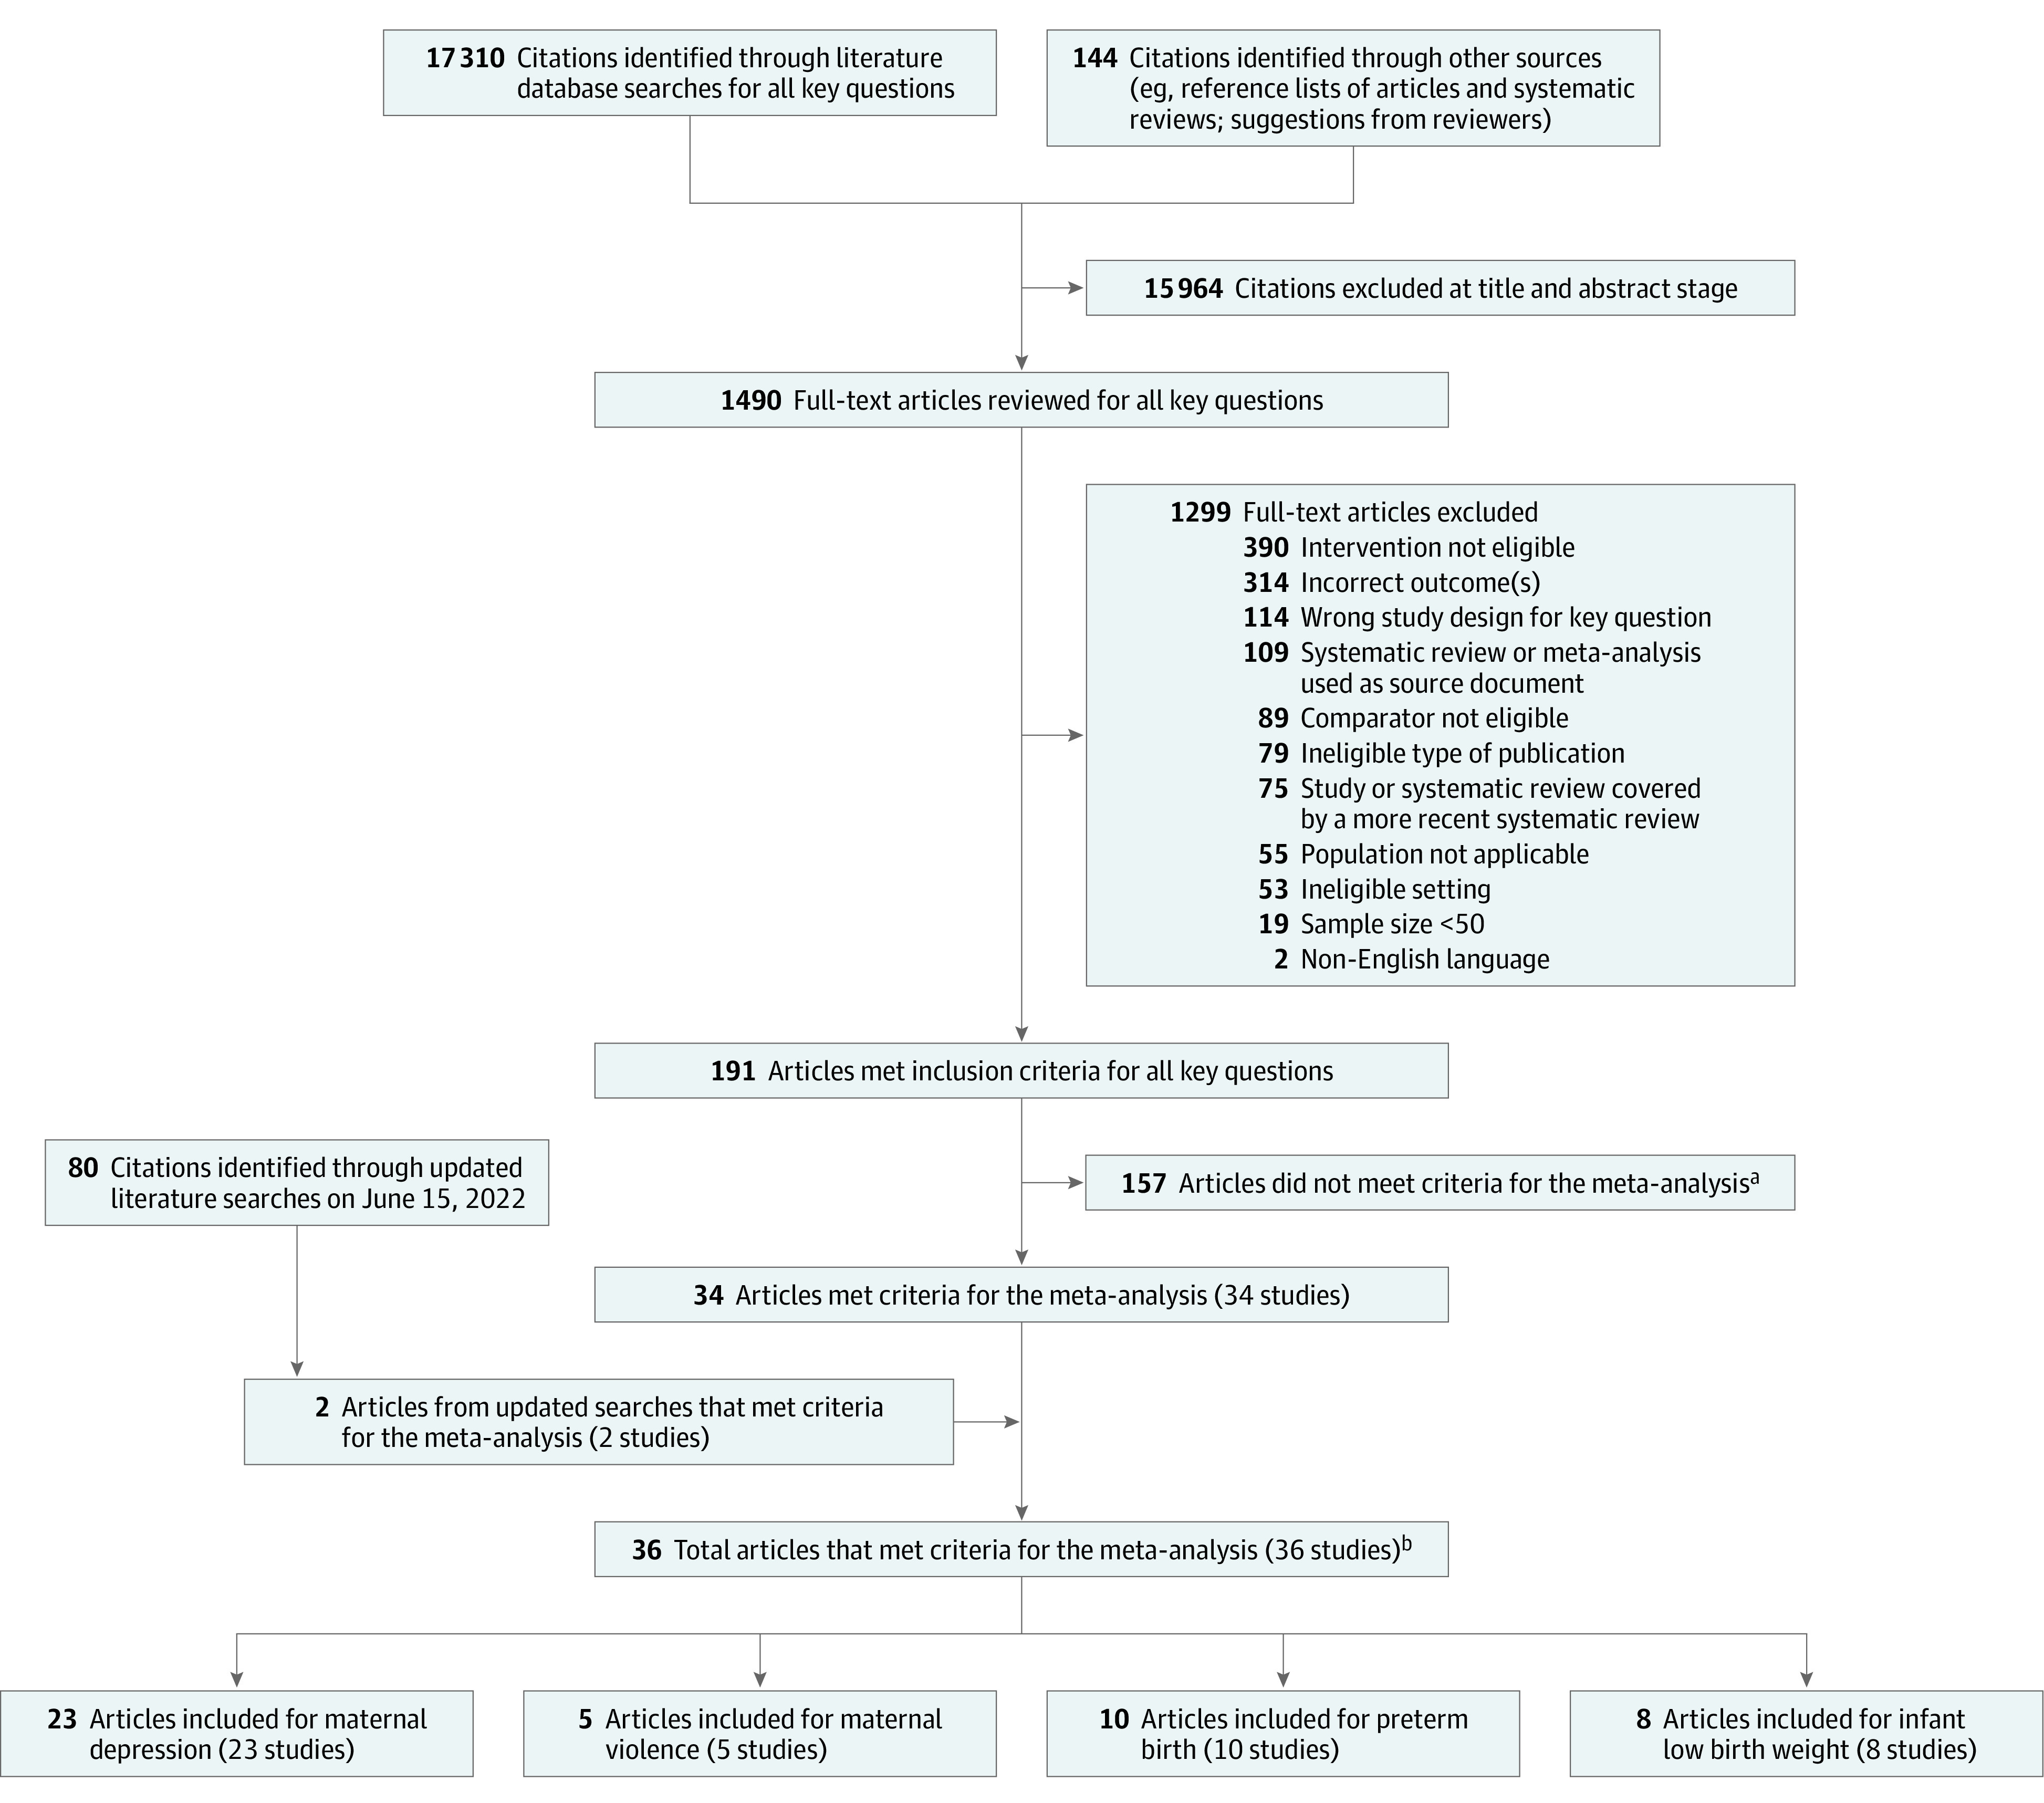 17 310 Citations identified through literature
database searches for all key questions
144 Citations identified through other sources
(eg, reference lists of articles and systematic
reviews; suggestions from reviewers)
15 964 Citations excluded at title and abstract stage
1490 Full-text articles reviewed for all key questions
1299 Full-text articles excluded
390 Intervention not eligible
314 Incorrect outcome(s)
114 Wrong study design for key question
109 Systematic review or meta-analysis
used as source document
89 Comparator not eligible
79 Ineligible type of publication
75 Study or systematic review covered
by a more recent systematic review
55 Population not applicable
53 Ineligible setting
19 Sample size <50
2 Non-English language
191 Articles met inclusion criteria for all key questions
80 Citations identified through updated
literature searches on June 15, 2022
157 Articles did not meet criteria for the meta-analysisa
34 Articles met criteria for the meta-analysis (34 studies)
2 Articles from updated searches that met criteria
for the meta-analysis (2 studies)
36 Total articles that met criteria for the meta-analysis (36 studies)b
23 Articles included for maternal
depression (23 studies)
5 Articles included for maternal
violence (5 studies)
10 Articles included for preterm
birth (10 studies)
8 Articles included for infant
low birth weight (8 studies)